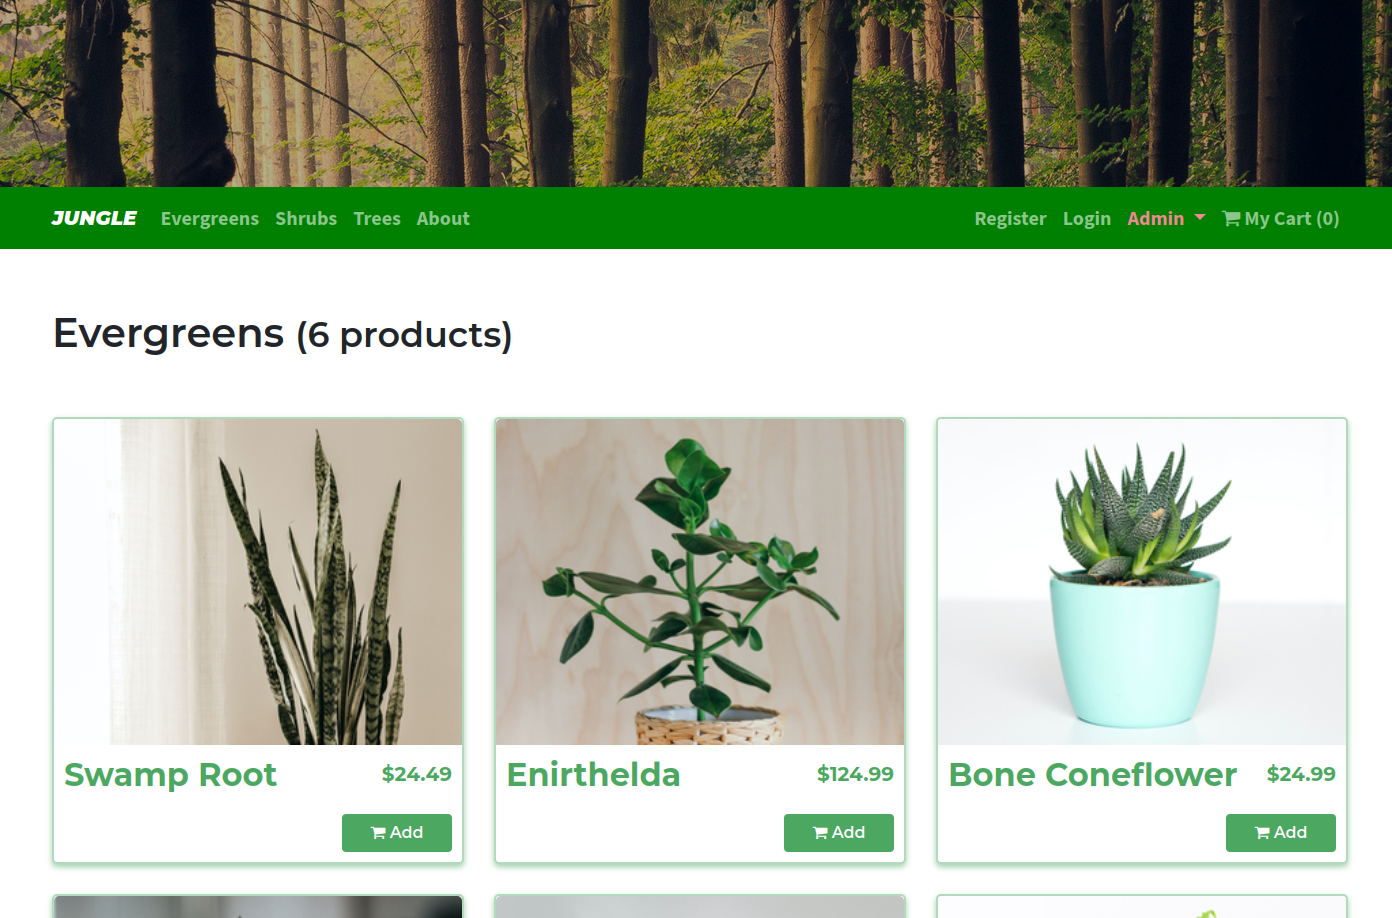 JUNGLE Evergreens Shrubs Trees About Register Login Admin My Cart (0)
Evergreens (6 products)
Swamp Root $24.49
Add
Enirthelda $124.99
Add
Bone Coneflower $24.99
Add